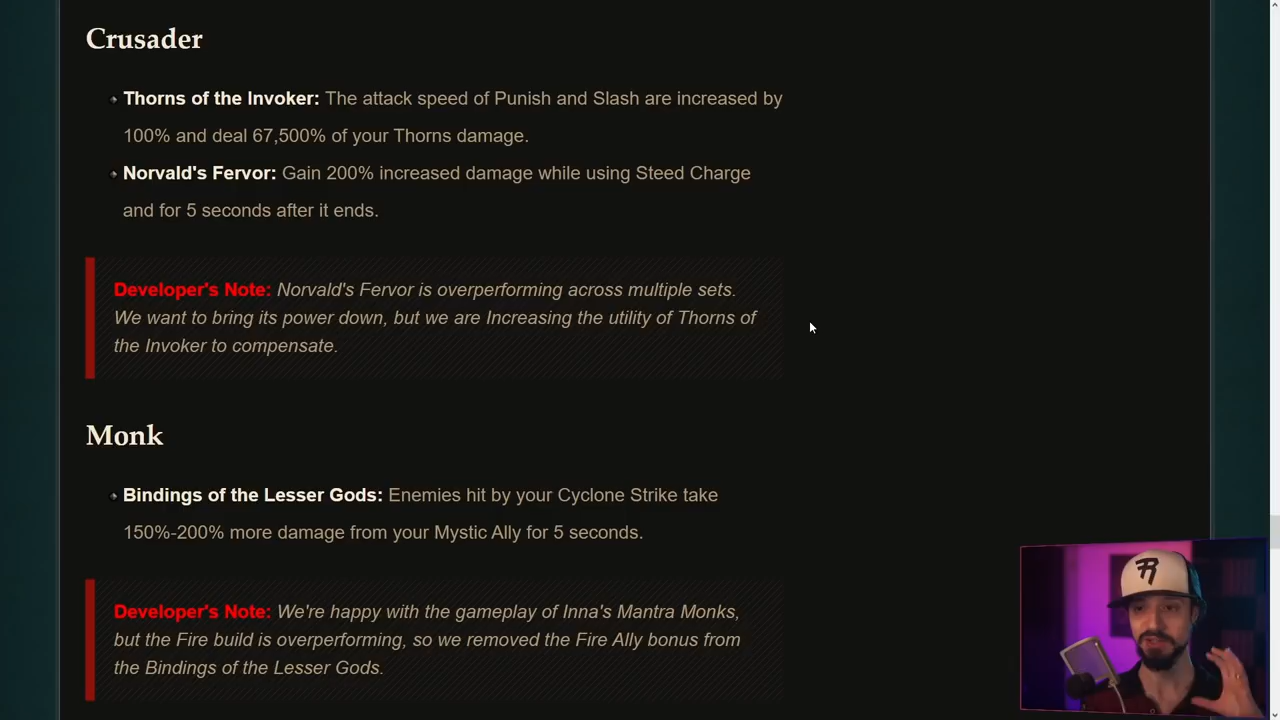 Crusader
Thorns of the Invoker: The attack speed of Punish and Slash are increased by
100% and deal 67,500% of your Thorns damage.
Norvald's Fervor: Gain 200% increased damage while using Steed Charge
and for 5 seconds after it ends.
Developer's Note: Norvald's Fervor is overperforming across multiple sets.
We want to bring its power down, but we are Increasing the utility of Thorns of
the Invoker to compensate.
Monk
Bindings of the Lesser Gods: Enemies hit by your Cyclone Strike take
150%-200% more damage from your Mystic Ally for 5 seconds.
Developer's Note: We're happy with the gameplay of Inna's Mantra Monks,
but the Fire build is overperforming, so we removed the Fire Ally bonus from
the Bindings of the Lesser Gods.